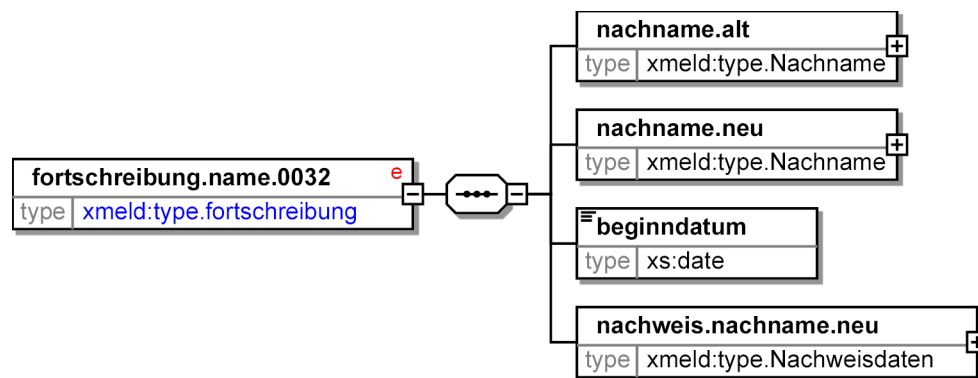 nachname.alt
type xmeld:type.Nachname
nachname.neu
type xmeld:type.Nachname
fortschreibung.name.0032 e
type xmeld:type.fortschreibung
beginndatum
type xs:date
nachweis.nachname.neu
type xmeld:type.Nachweisdaten